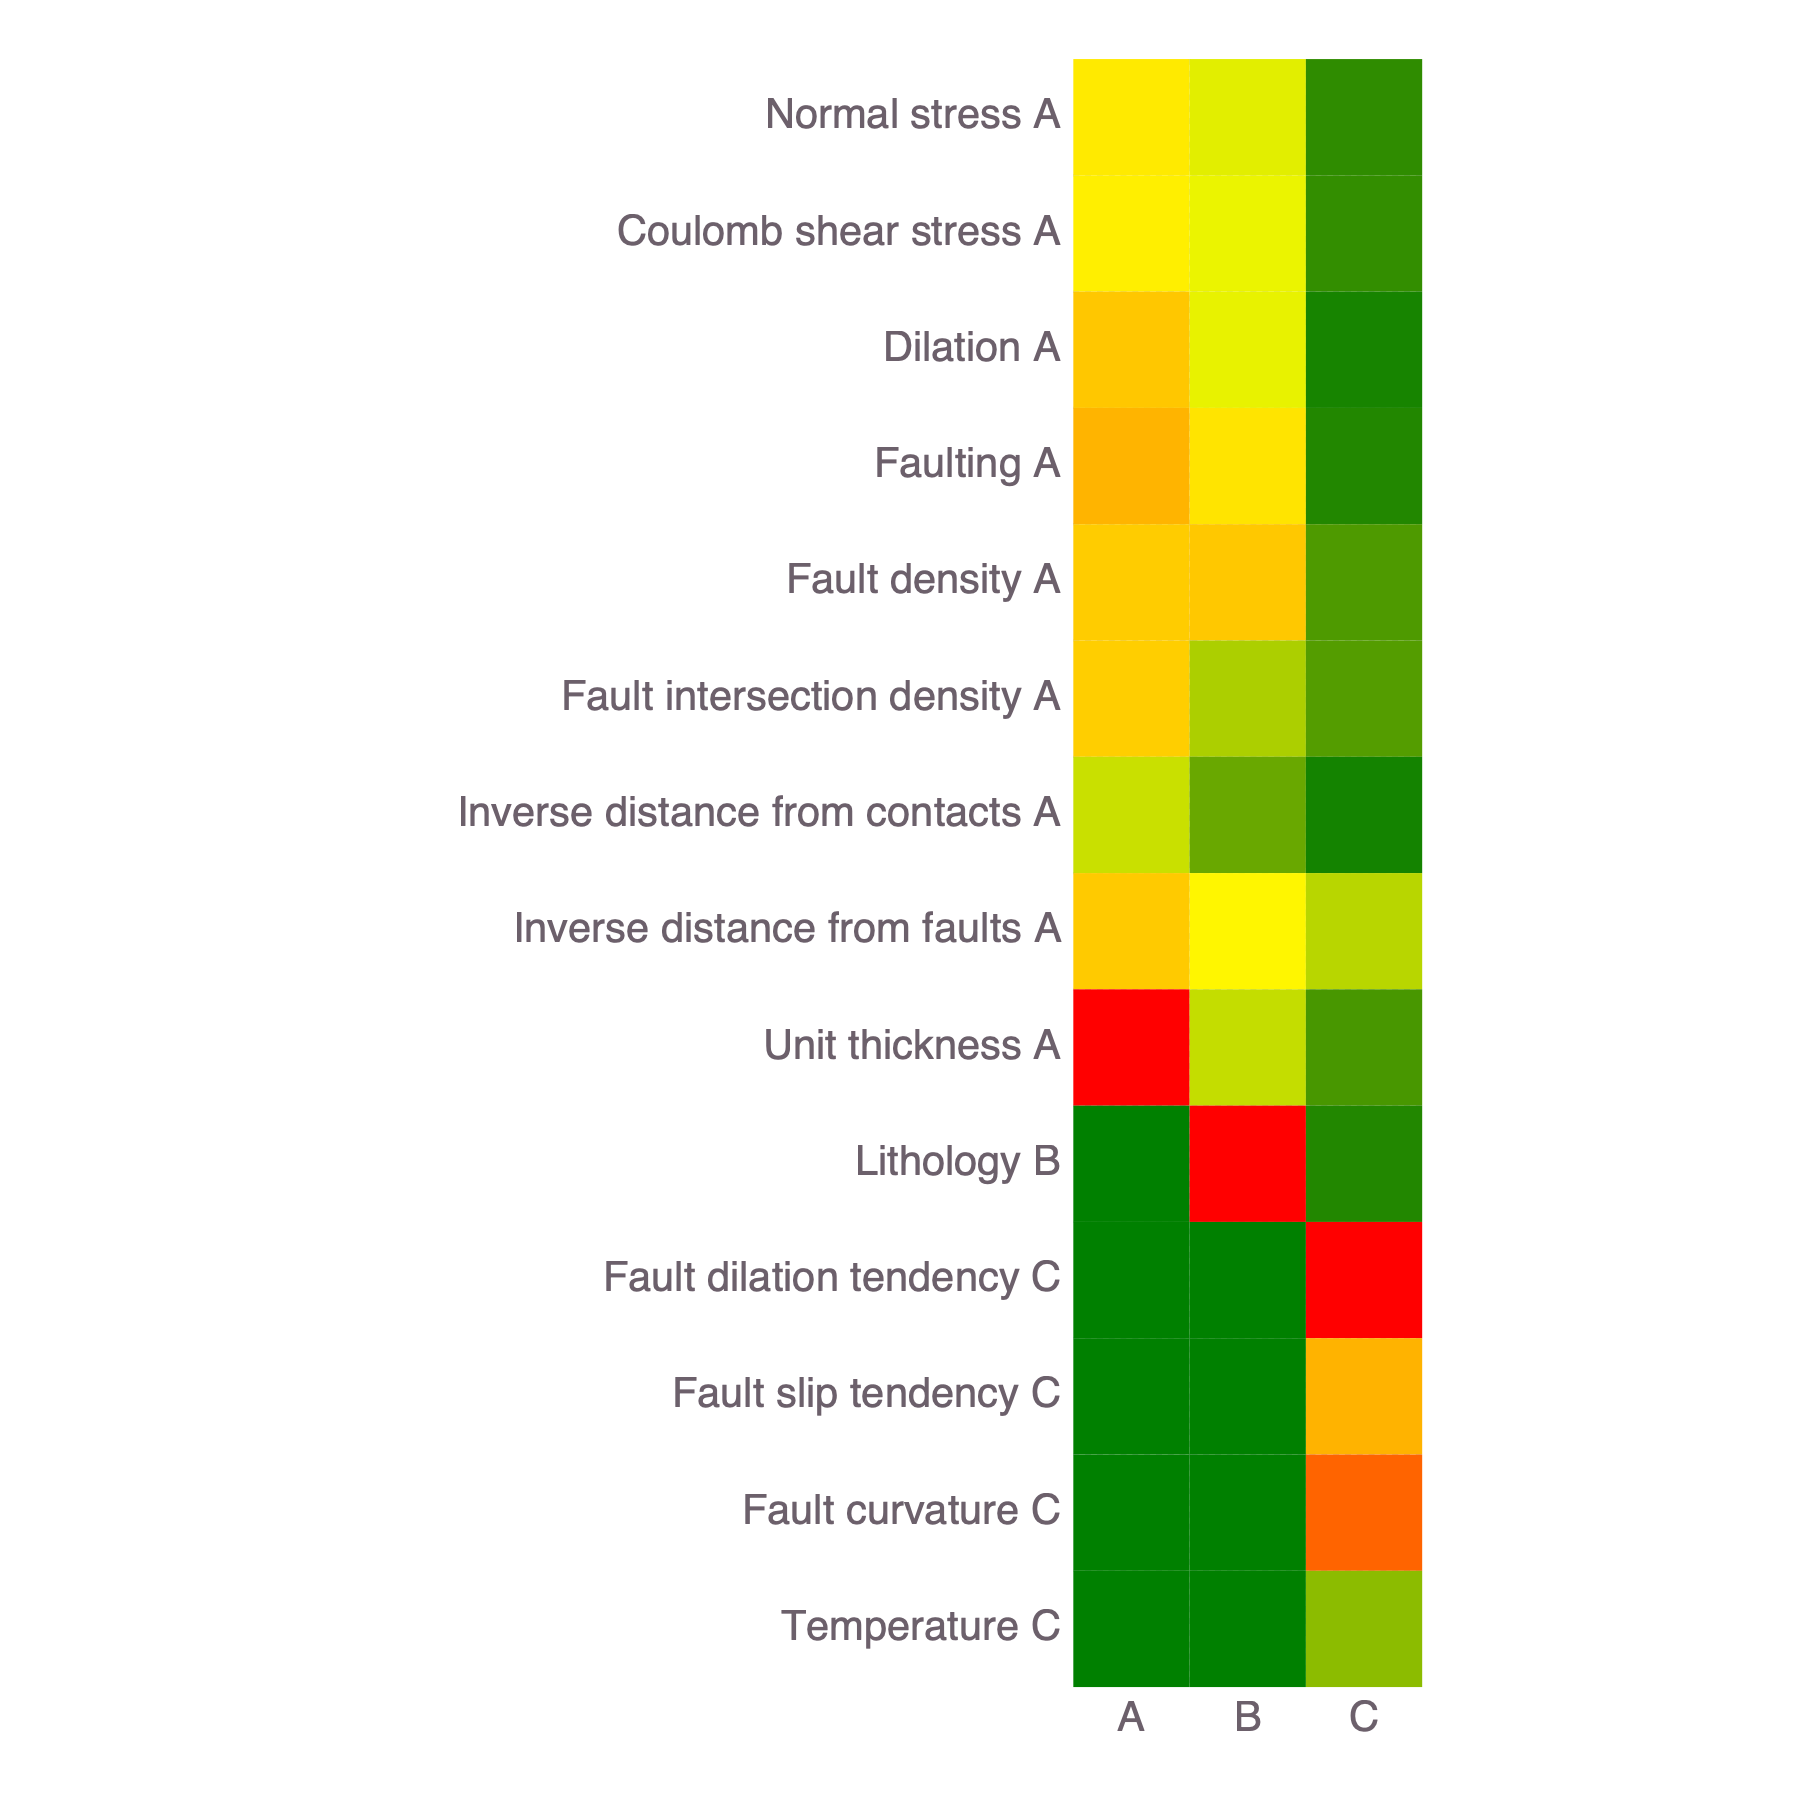 Normal stress A
Coulomb shear stress A
Dilation A
Faulting A
Fault density A
Fault intersection density A
Inverse distance from contacts A
Inverse distance from faults A
Unit thickness A
Lithology B
Fault dilation tendency C
Fault slip tendency C
Fault curvature C
Temperature C
A B C